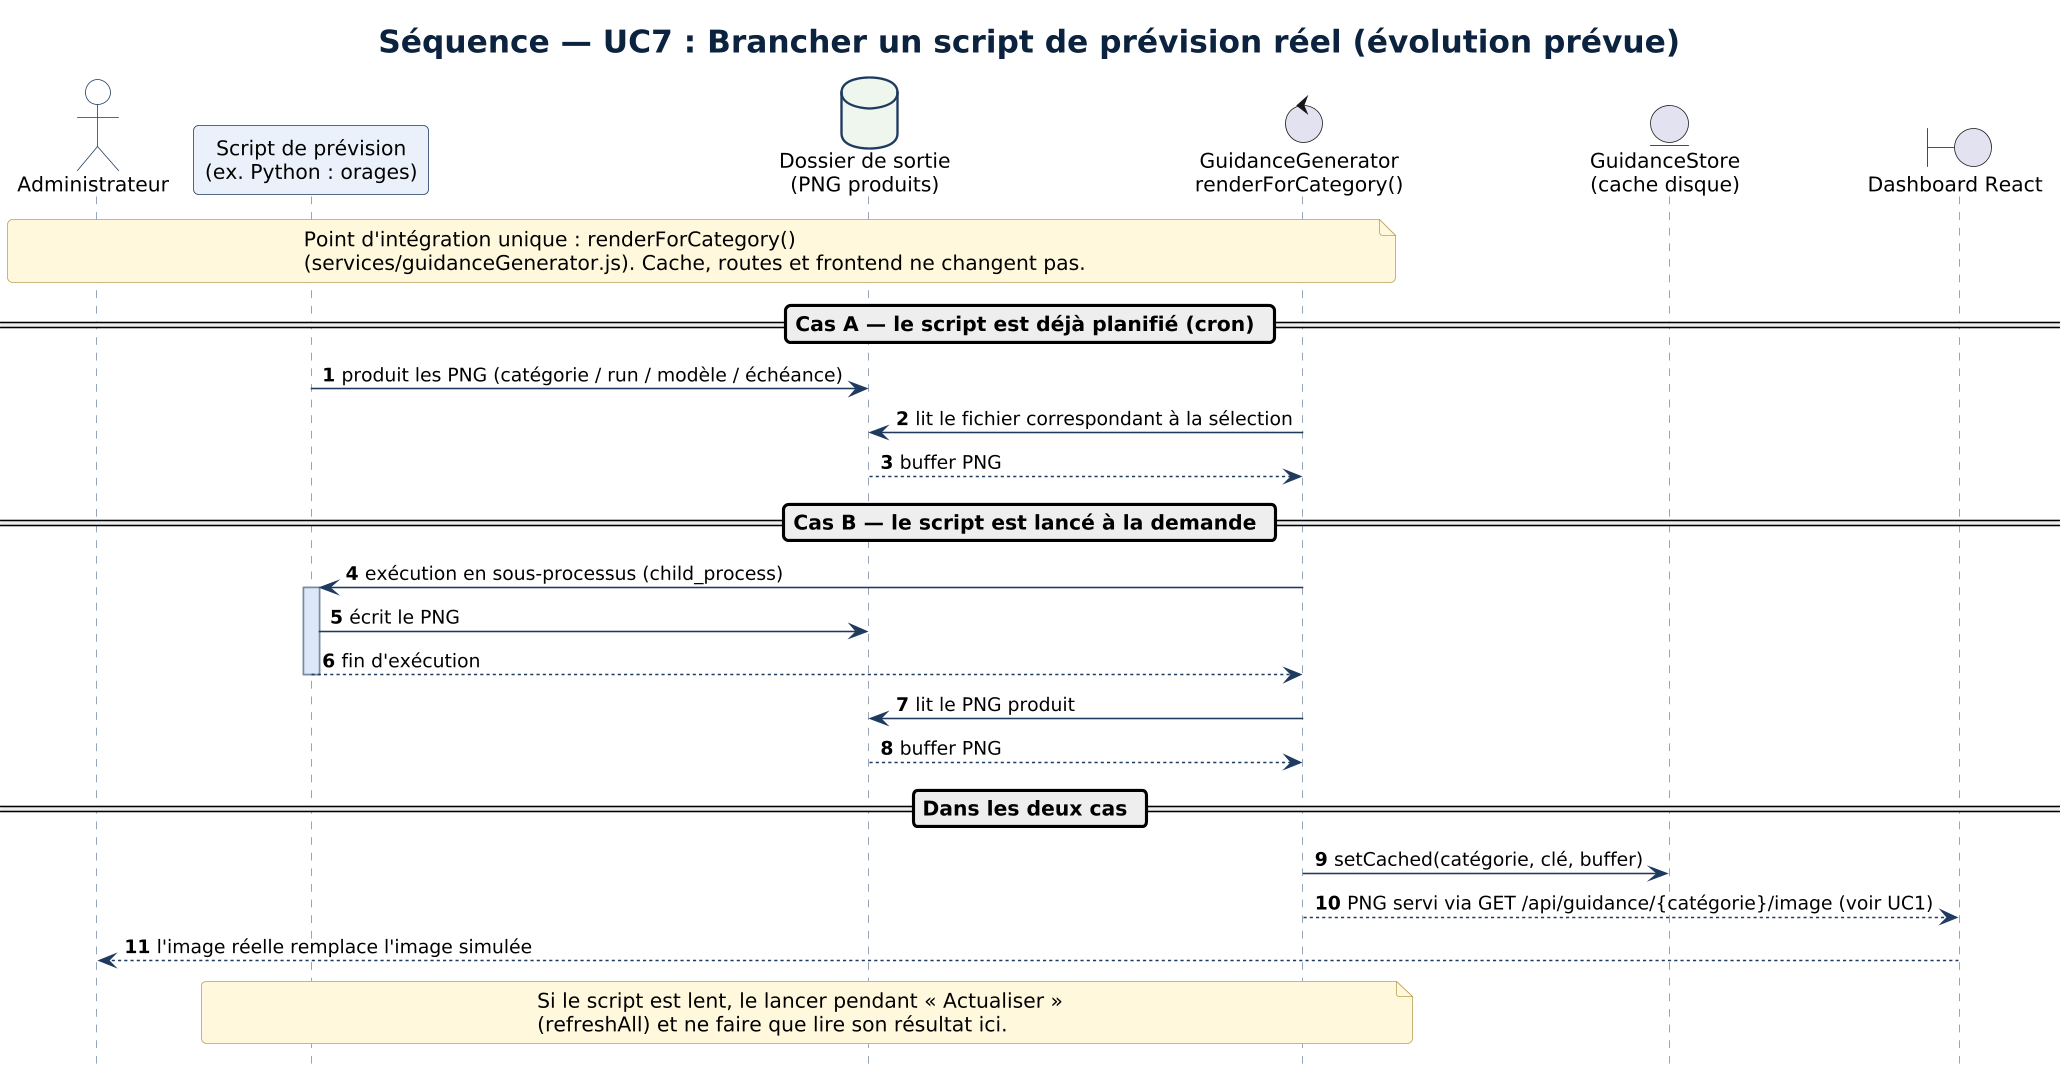 Séquence — UC7 : Brancher un script de prévision réel (évolution prévue)
Administrateur
Script de prévision
(ex. Python : orages)
Dossier de sortie
(PNG produits)
GuidanceGenerator
renderForCategory()
GuidanceStore
(cache disque)
Dashboard React
Point d'intégration unique : renderForCategory()
(services/guidanceGenerator.js). Cache, routes et frontend ne changent pas.
Cas A — le script est déjà planifié (cron)
1 produit les PNG (catégorie / run / modèle / échéance)
2 lit le fichier correspondant à la sélection
3 buffer PNG
Cas B — le script est lancé à la demande
4 exécution en sous-processus (child_process)
5 écrit le PNG
6 fin d'exécution
7 lit le PNG produit
8 buffer PNG
Dans les deux cas
9 setCached(catégorie, clé, buffer)
10 PNG servi via GET /api/guidance/{catégorie}/image (voir UC1)
11 l'image réelle remplace l'image simulée
Si le script est lent, le lancer pendant « Actualiser »
(refreshAll) et ne faire que lire son résultat ici.